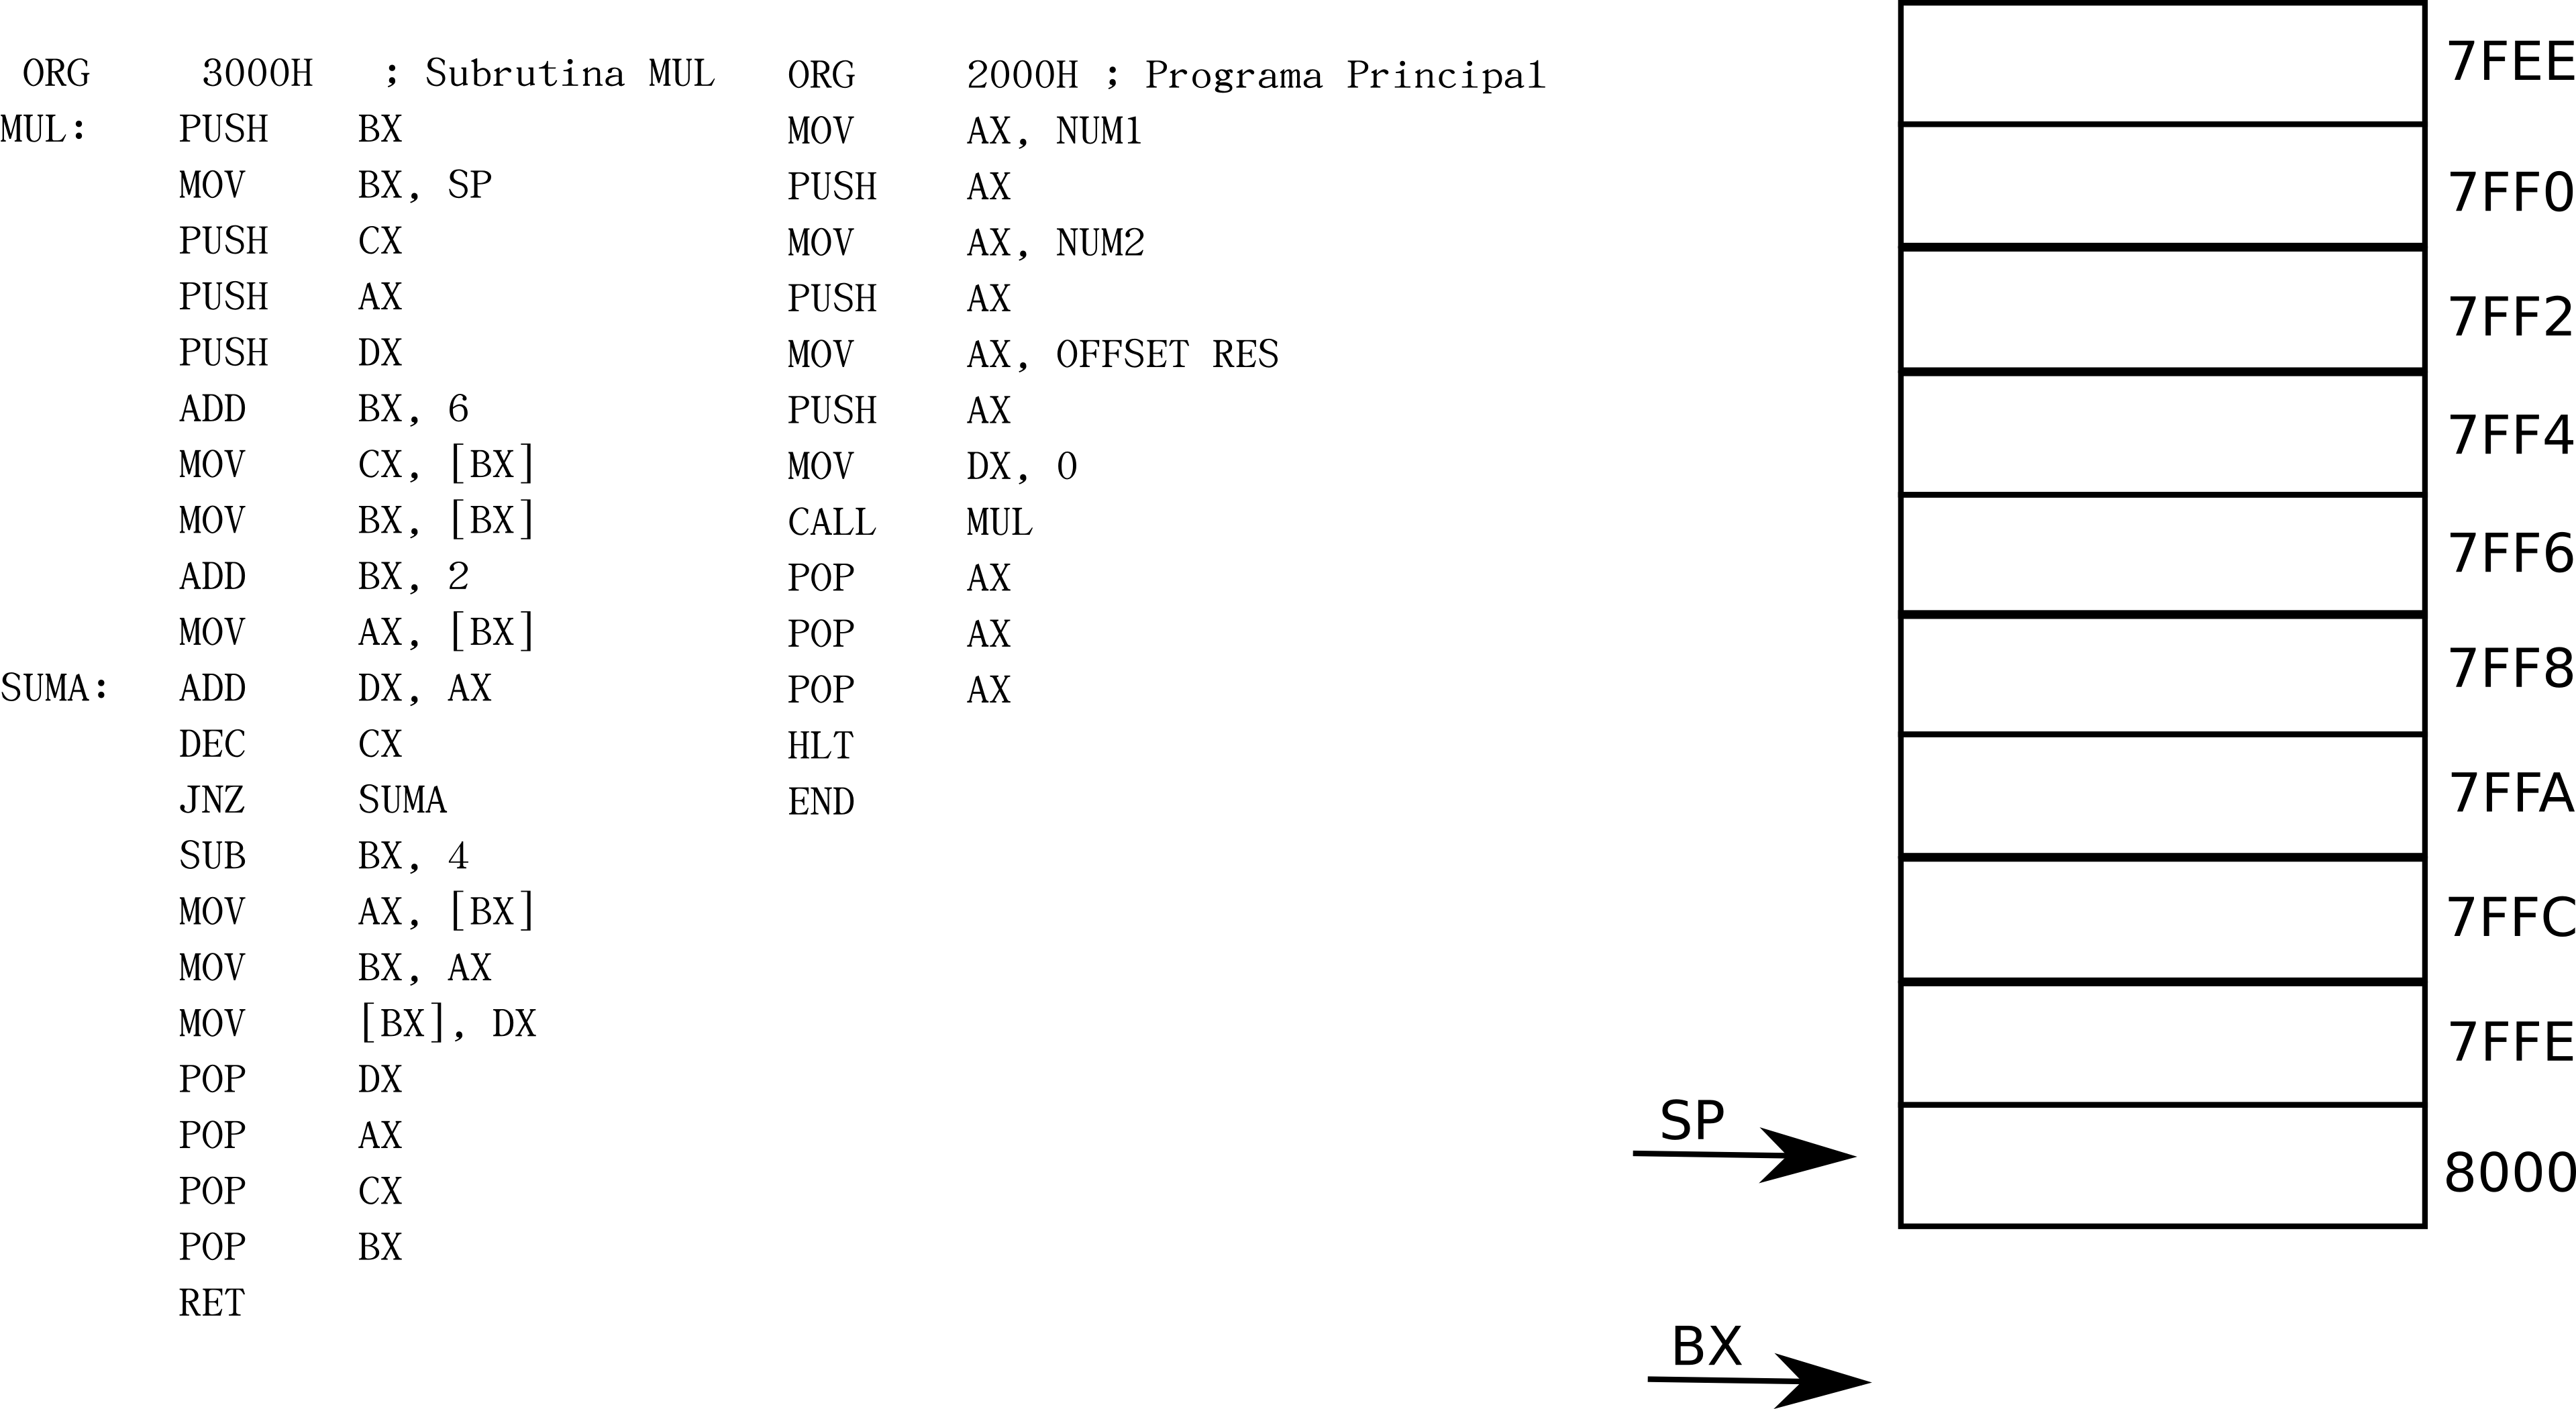 ORG 3000H ; Subrutina MUL
MUL: PUSH BX
MOV BX, SP
PUSH CX
PUSH AX
PUSH DX
ADD BX, 6
MOV CX, [BX]
MOV BX, [BX]
ADD BX, 2
MOV AX, [BX]
SUMA: ADD DX, AX
DEC CX
JNZ SUMA
SUB BX, 4
MOV AX, [BX]
MOV BX, AX
MOV [BX], DX
POP DX
POP AX
POP CX
POP BX
RET
ORG 2000H ; Programa Principal
MOV AX, NUM1
PUSH AX
MOV AX, NUM2
PUSH AX
MOV AX, OFFSET RES
PUSH AX
MOV DX, 0
CALL MUL
POP AX
POP AX
POP AX
HLT
END
7FEE
7FF0
7FF2
7FF4
7FF6
7FF8
7FFA
7FFC
7FFE
SP
8000
BX